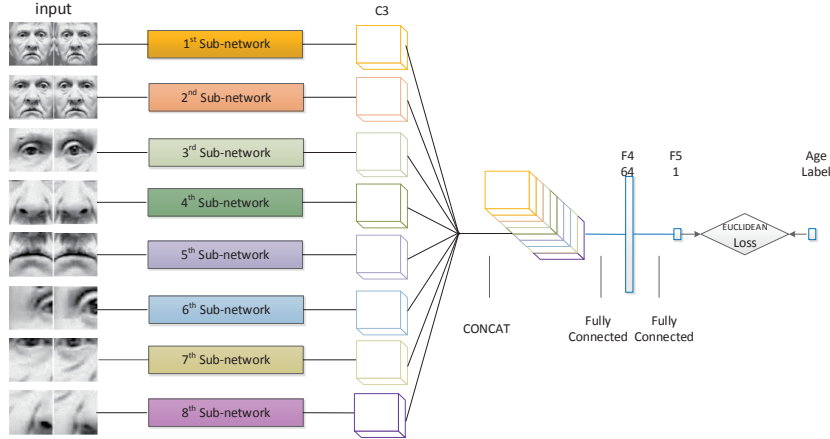 input
C3
1st Sub-network
2nd Sub-network
3rd Sub-network
4th Sub-network
5th Sub-network
6th Sub-network
7th Sub-network
8th Sub-network
CONCAT
F4
64
F5
1
Fully
Connected
Fully
Connected
EUCLIDEAN
Loss
Age
Label